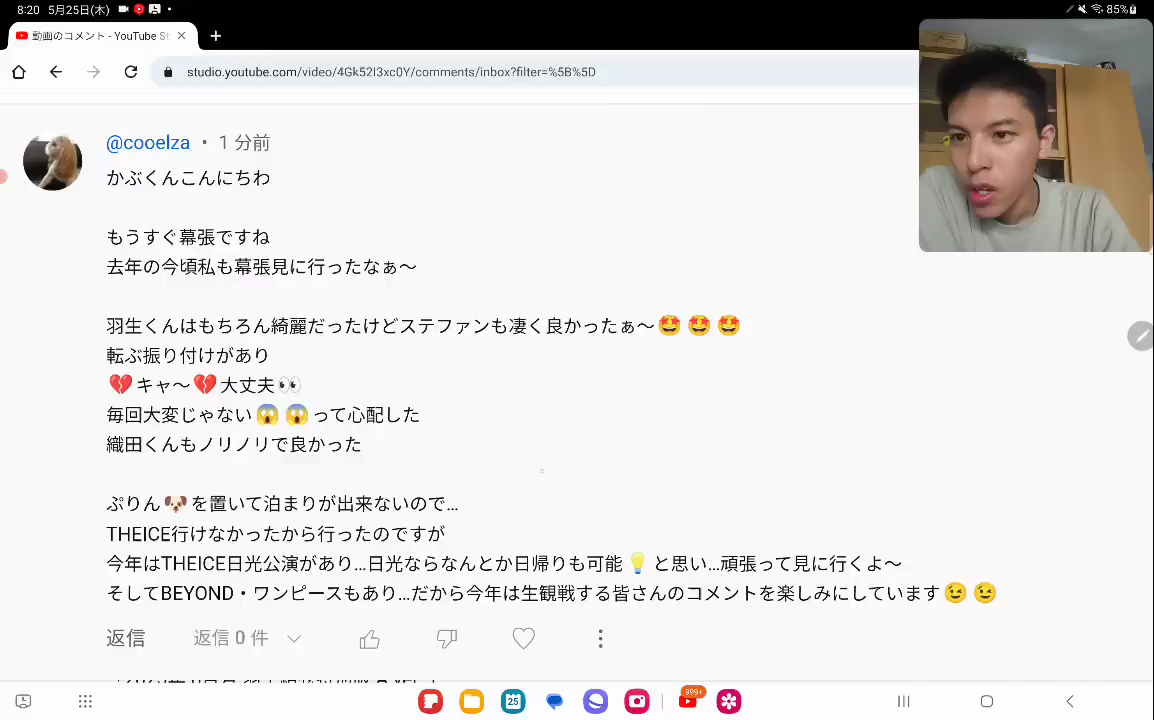 8:20 5月25日(木)
85%
動画のコメント - YouTube St
studio.youtube.com/video/4Gk52I3xc0Y/comments/inbox?filter=%5B%5D
@cooelza • 1 分前
かぶくんこんにちわ
もうすぐ幕張ですね
去年の今頃私も幕張見に行ったなぁ〜
羽生くんはもちろん綺麗だったけどステファンも凄く良かったぁ〜🤩🤩🤩
転ぶ振り付けがあり
💔キャ〜💔大丈夫👀
毎回大変じゃない😱😱って心配した
織田くんもノリノリで良かった
ぷりん🐶を置いて泊まりが出来ないので…
THEICE行けなかったから行ったのですが
今年はTHEICE日光公演があり…日光ならなんとか日帰りも可能💡と思い…頑張って見に行くよ〜
そしてBEYOND・ワンピースもあり…だから今年は生観戦する皆さんのコメントを楽しみにしています😉😉
返信 返信 0 件
25
999+